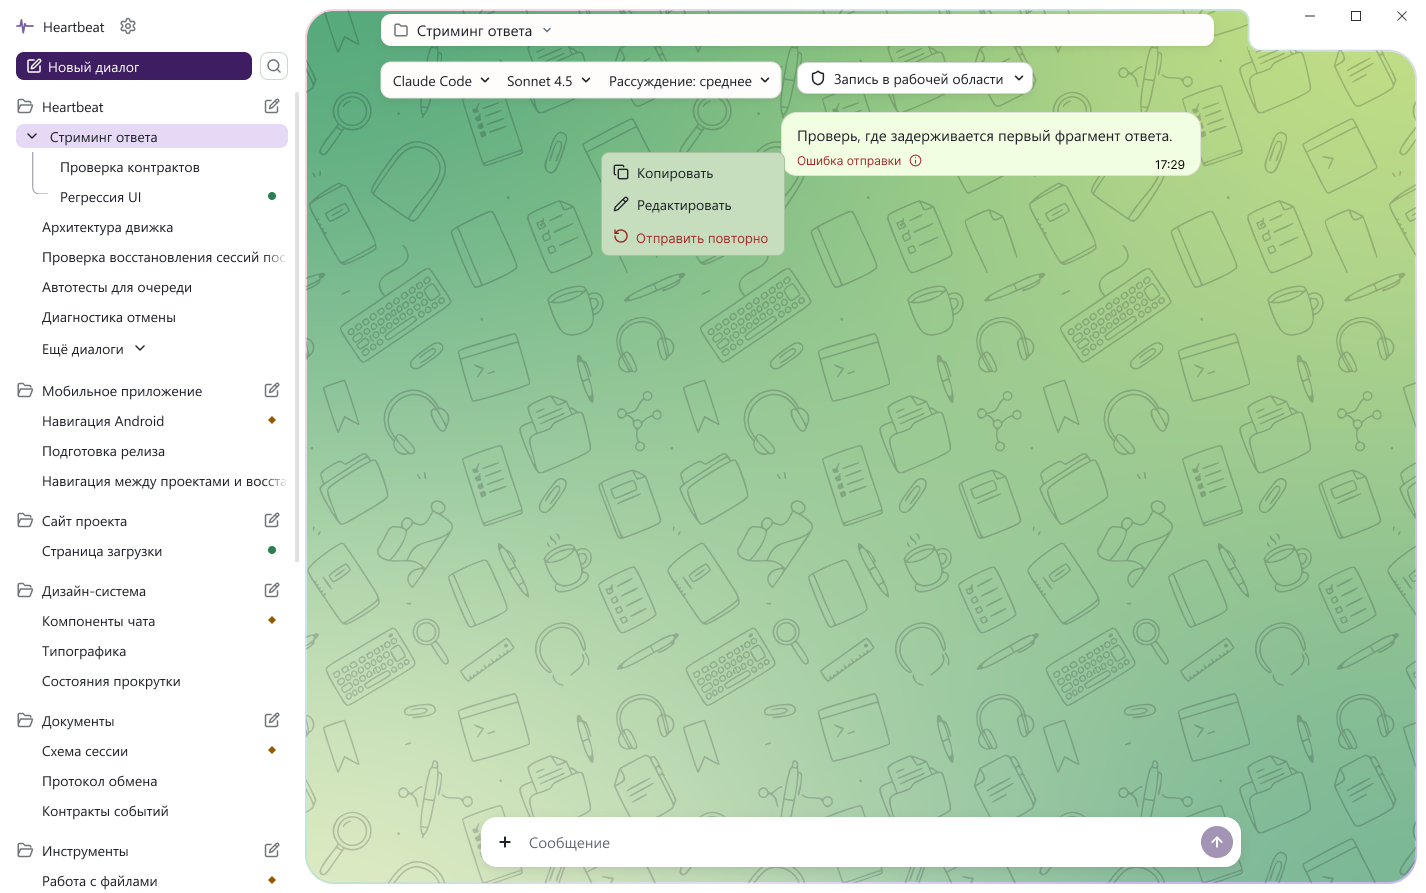 Heartbeat
Новый диалог
Heartbeat
Стриминг ответа
Проверка контрактов
Регрессия UI
Архитектура движка
Проверка восстановления сессий пос
Автотесты для очереди
Диагностика отмены
Ещё диалоги
Мобильное приложение
Навигация Android
Подготовка релиза
Навигация между проектами и восста
Сайт проекта
Страница загрузки
Дизайн-система
Компоненты чата
Типографика
Состояния прокрутки
Документы
Схема сессии
Протокол обмена
Контракты событий
Инструменты
Работа с файлами
Стриминг ответа
Claude Code Sonnet 4.5 Рассуждение: среднее Запись в рабочей области
Проверь, где задерживается первый фрагмент ответа.
Ошибка отправки 17:29
Копировать
Редактировать
Отправить повторно
Сообщение